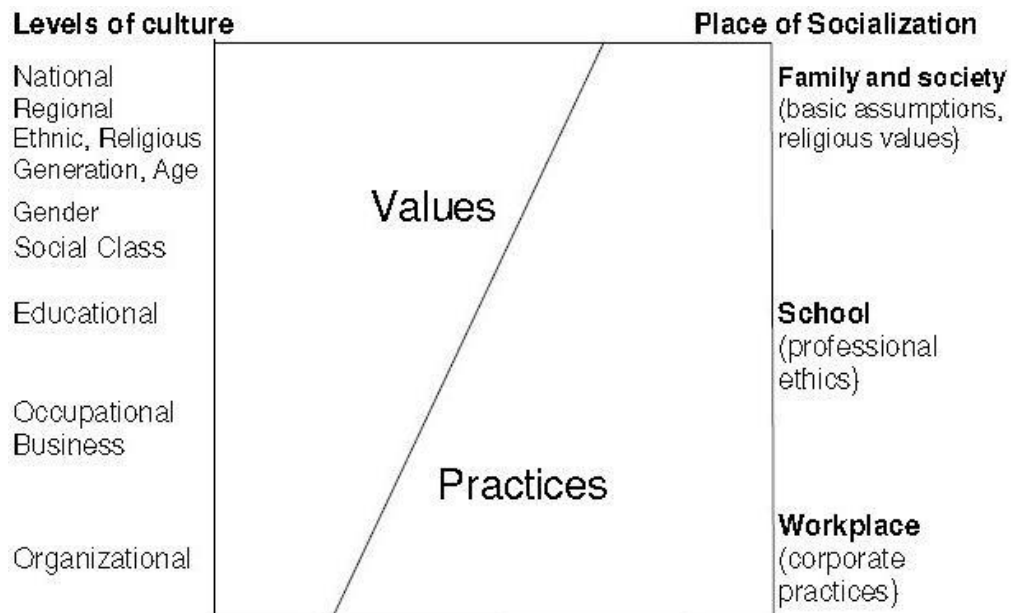 Levels of culture
Place of Socialization
National
Regional
Ethnic, Religious
Generation, Age
Gender
Social Class
Educational
Occupational
Business
Organizational
Values
Practices
Family and society
(basic assumptions,
religious values)
School
(professional
ethics)
Workplace
(corporate
practices)